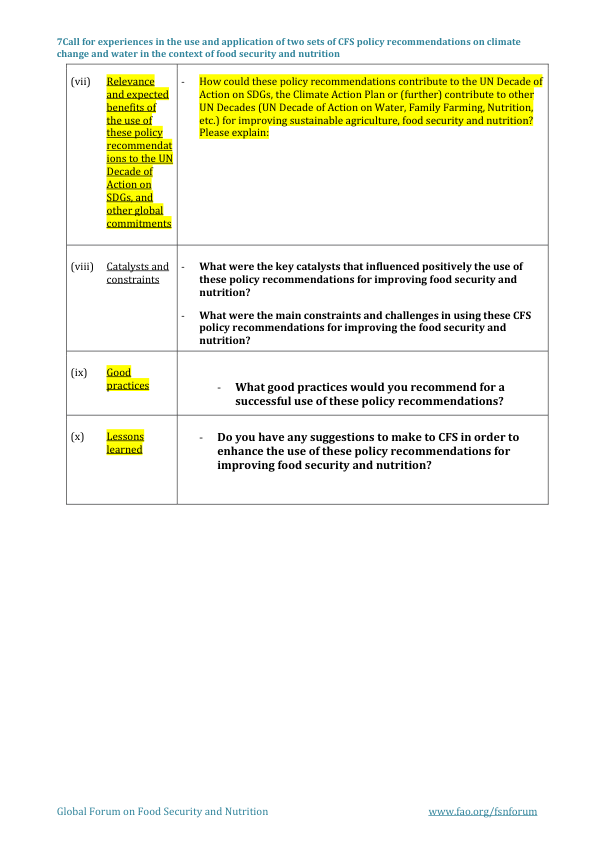 7Call for experiences in the use and application of two sets of CFS policy recommendations on climate
change and water in the context of food security and nutrition
(vii) Relevance
and expected
benefits of
the use of
these policy
recommendat
ions to the UN
Decade of
Action on
SDGs, and
other global
commitments
- How could these policy recommendations contribute to the UN Decade of
Action on SDGs, the Climate Action Plan or (further) contribute to other
UN Decades (UN Decade of Action on Water, Family Farming, Nutrition,
etc.) for improving sustainable agriculture, food security and nutrition?
Please explain:
(viii) Catalysts and
constraints
- What were the key catalysts that influenced positively the use of
these policy recommendations for improving food security and
nutrition?
- What were the main constraints and challenges in using these CFS
policy recommendations for improving the food security and
nutrition?
(ix) Good
practices
- What good practices would you recommend for a
successful use of these policy recommendations?
(x) Lessons
learned
- Do you have any suggestions to make to CFS in order to
enhance the use of these policy recommendations for
improving food security and nutrition?
Global Forum on Food Security and Nutrition www.fao.org/fsnforum